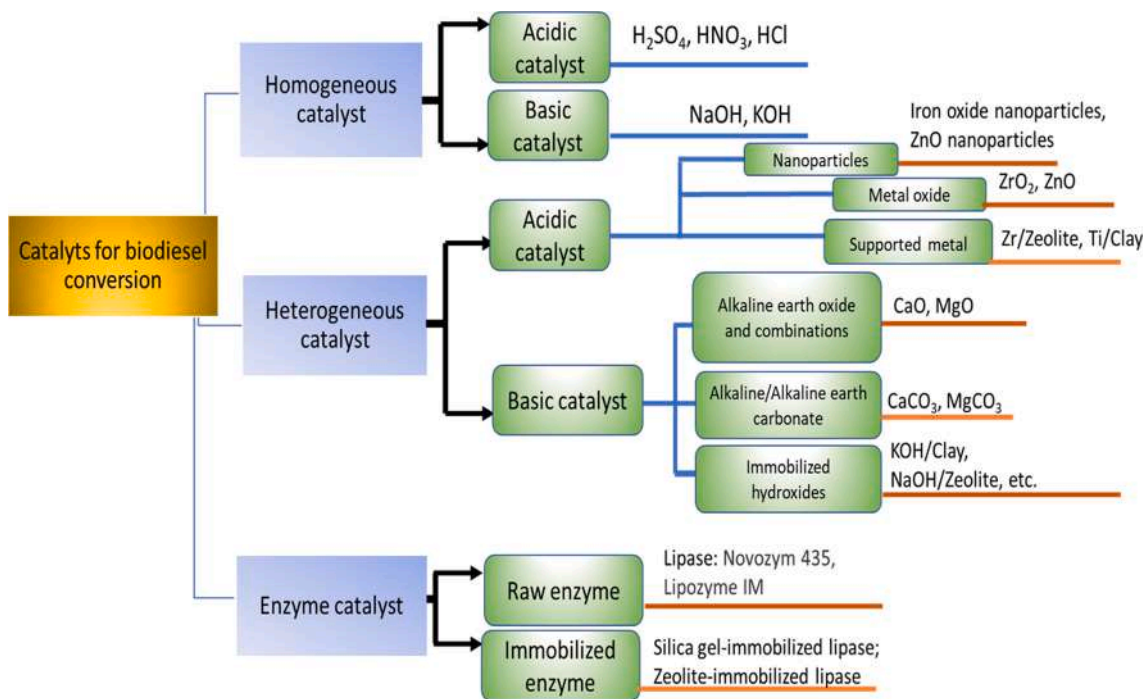 Acidic
catalyst
H₂SO₄, HNO₃, HCl
Homogeneous
catalyst
Basic
catalyst
NaOH, KOH
Iron oxide nanoparticles,
ZnO nanoparticles
Nanoparticles
Metal oxide
ZrO₂, ZnO
Acidic
catalyst
Supported metal
Zr/Zeolite, Ti/Clay
Catalyts for biodiesel
conversion
Heterogeneous
catalyst
Alkaline earth oxide
and combinations
CaO, MgO
Basic catalyst
Alkaline/Alkaline earth
carbonate
CaCO₃, MgCO₃
Immobilized
hydroxides
KOH/Clay,
NaOH/Zeolite, etc.
Enzyme catalyst
Raw enzyme
Lipase: Novozym 435,
Lipozyme IM
Immobilized
enzyme
Silica gel-immobilized lipase;
Zeolite-immobilized lipase